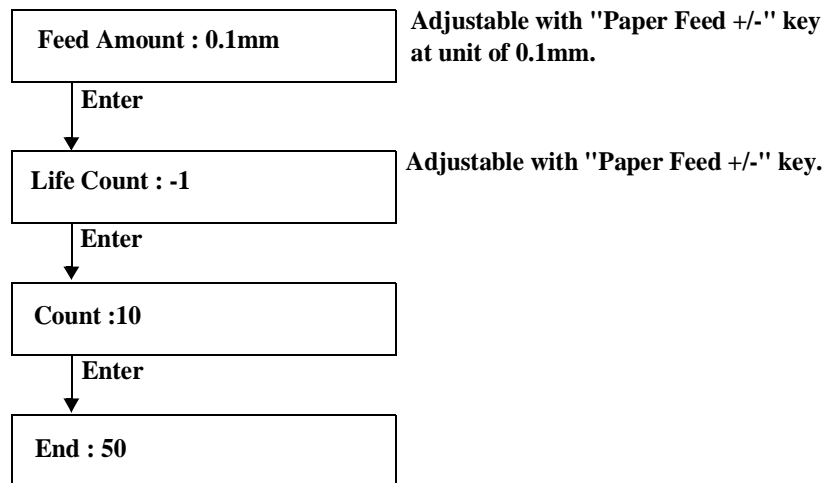 Feed Amount : 0.1mm
Adjustable with "Paper Feed +/-" key
at unit of 0.1mm.
Enter
Life Count : -1
Adjustable with "Paper Feed +/-" key.
Enter
Count :10
Enter
End : 50